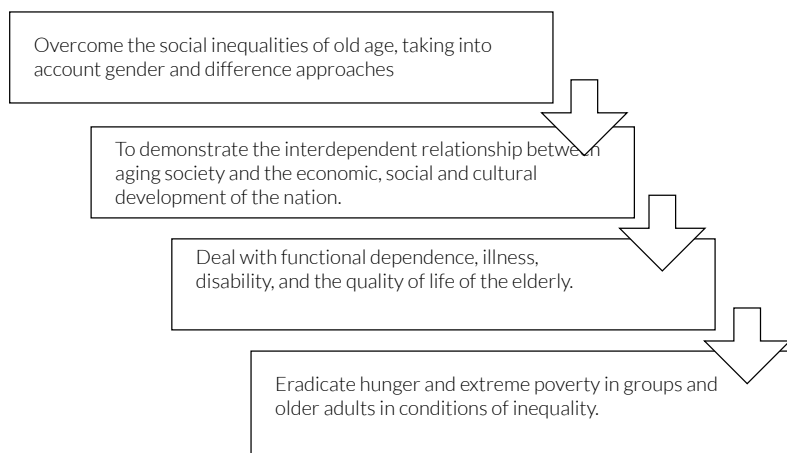 Overcome the social inequalities of old age, taking into
account gender and difference approaches
To demonstrate the interdependent relationship between
aging society and the economic, social and cultural
development of the nation.
Deal with functional dependence, illness,
disability, and the quality of life of the elderly.
Eradicate hunger and extreme poverty in groups and
older adults in conditions of inequality.